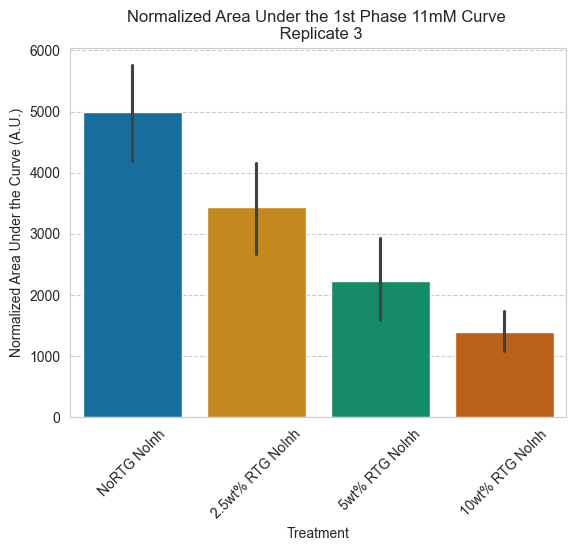 Normalized Area Under the 1st Phase 11mM Curve
Replicate 3
Normalized Area Under the Curve (A.U.)
6000
5000
4000
3000
2000
1000
0
NoRTG NoInh
2.5wt% RTG NoInh
5wt% RTG NoInh
10wt% RTG NoInh
Treatment